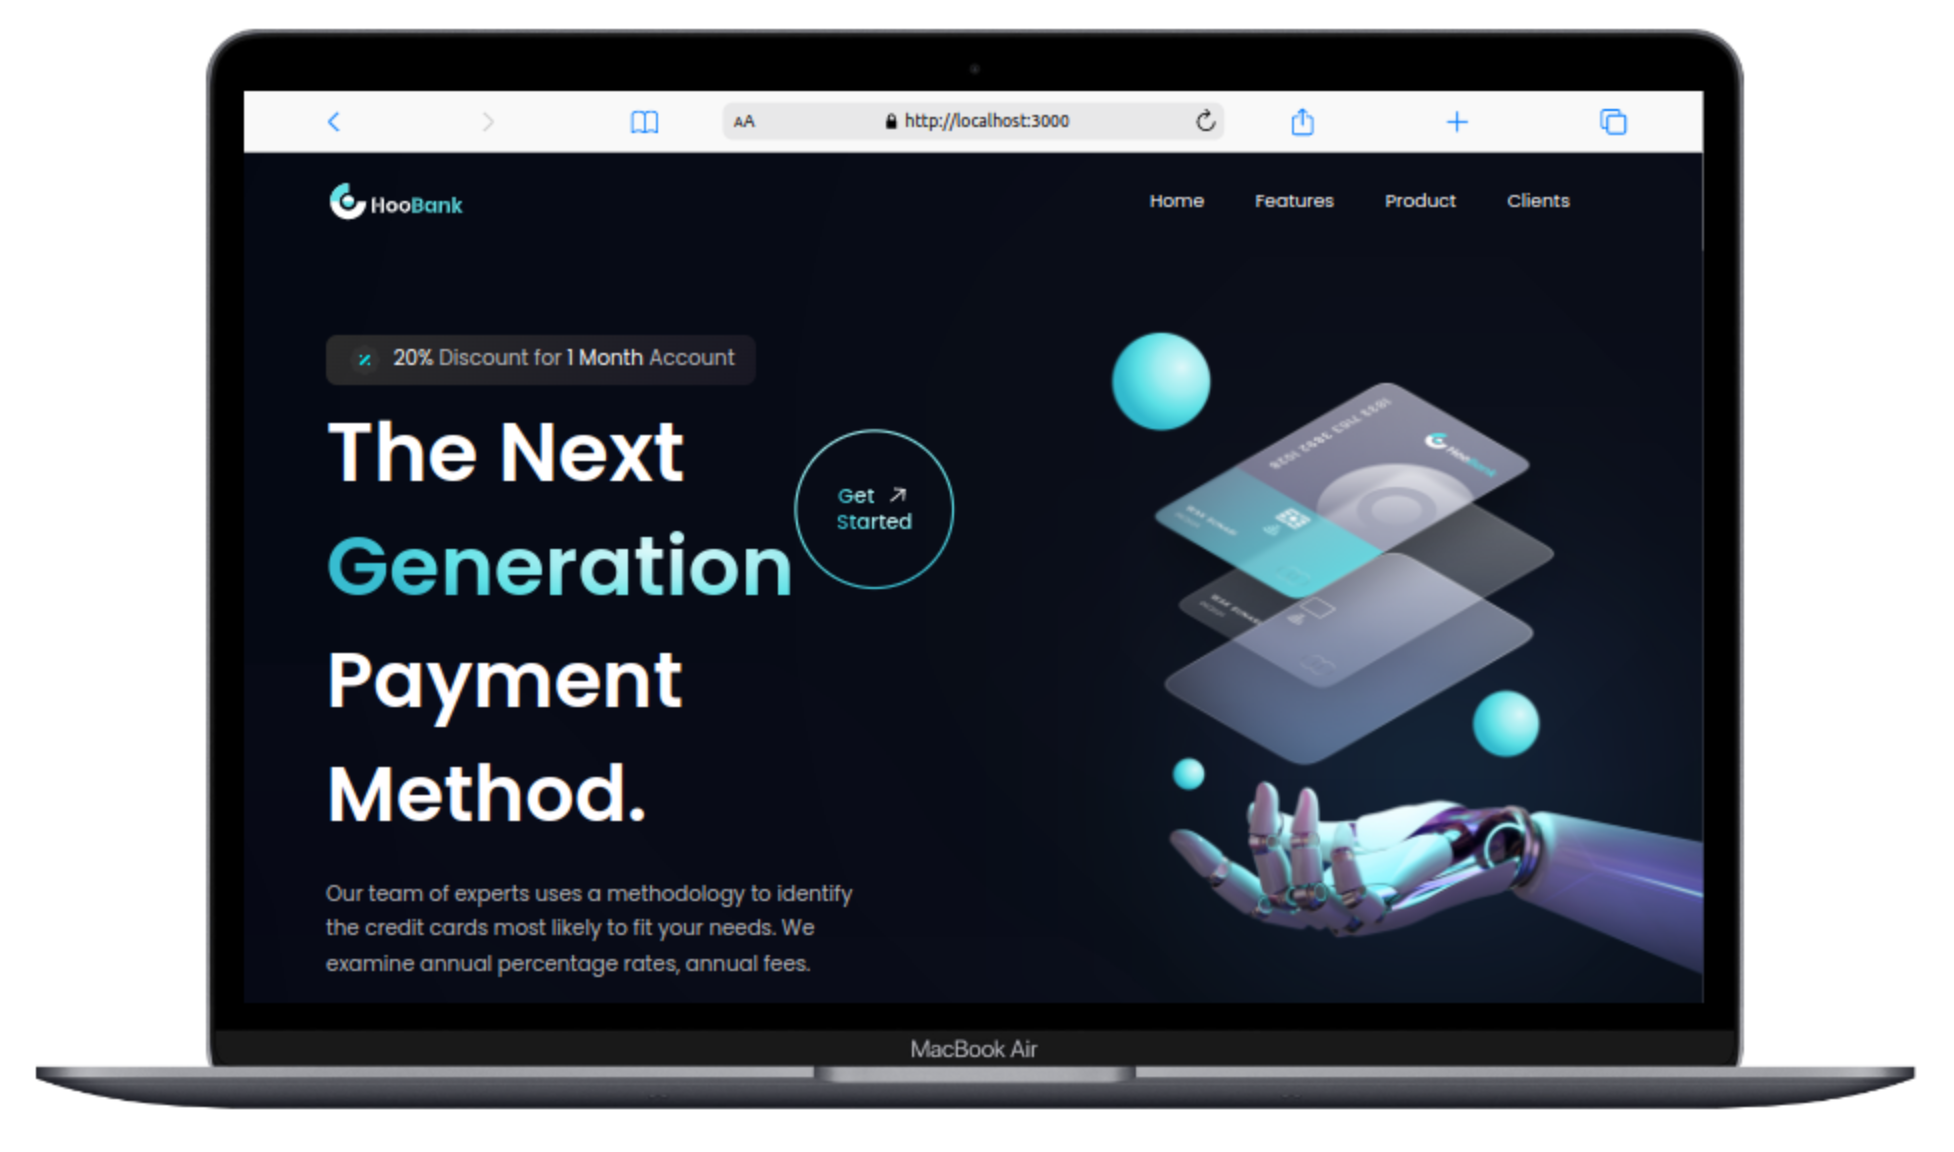 AA
http://localhost:3000
HooBank
Home Features Product Clients
20% Discount for 1 Month Account
The Next
Generation
Payment
Method.
Get
Started
HooBank
Our team of experts uses a methodology to identify
the credit cards most likely to fit your needs. We
examine annual percentage rates, annual fees.
MacBook Air